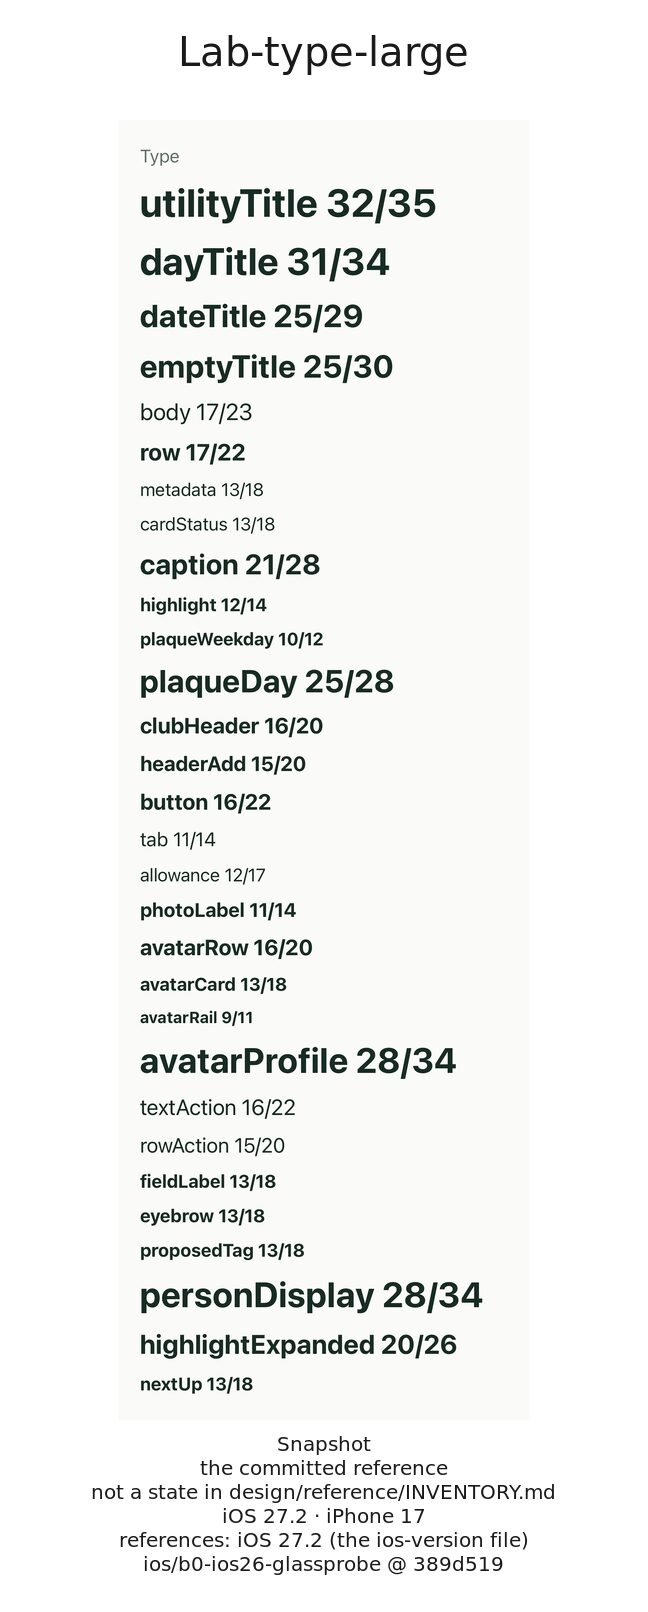 Lab-type-large
Type
utilityTitle 32/35
dayTitle 31/34
dateTitle 25/29
emptyTitle 25/30
body 17/23
row 17/22
metadata 13/18
cardStatus 13/18
caption 21/28
highlight 12/14
plaqueWeekday 10/12
plaqueDay 25/28
clubHeader 16/20
headerAdd 15/20
button 16/22
tab 11/14
allowance 12/17
photoLabel 11/14
avatarRow 16/20
avatarCard 13/18
avatarRail 9/11
avatarProfile 28/34
textAction 16/22
rowAction 15/20
fieldLabel 13/18
eyebrow 13/18
proposedTag 13/18
personDisplay 28/34
highlightExpanded 20/26
nextUp 13/18
Snapshot
the committed reference
not a state in design/reference/INVENTORY.md
iOS 27.2 · iPhone 17
references: iOS 27.2 (the ios-version file)
ios/b0-ios26-glassprobe @ 389d519